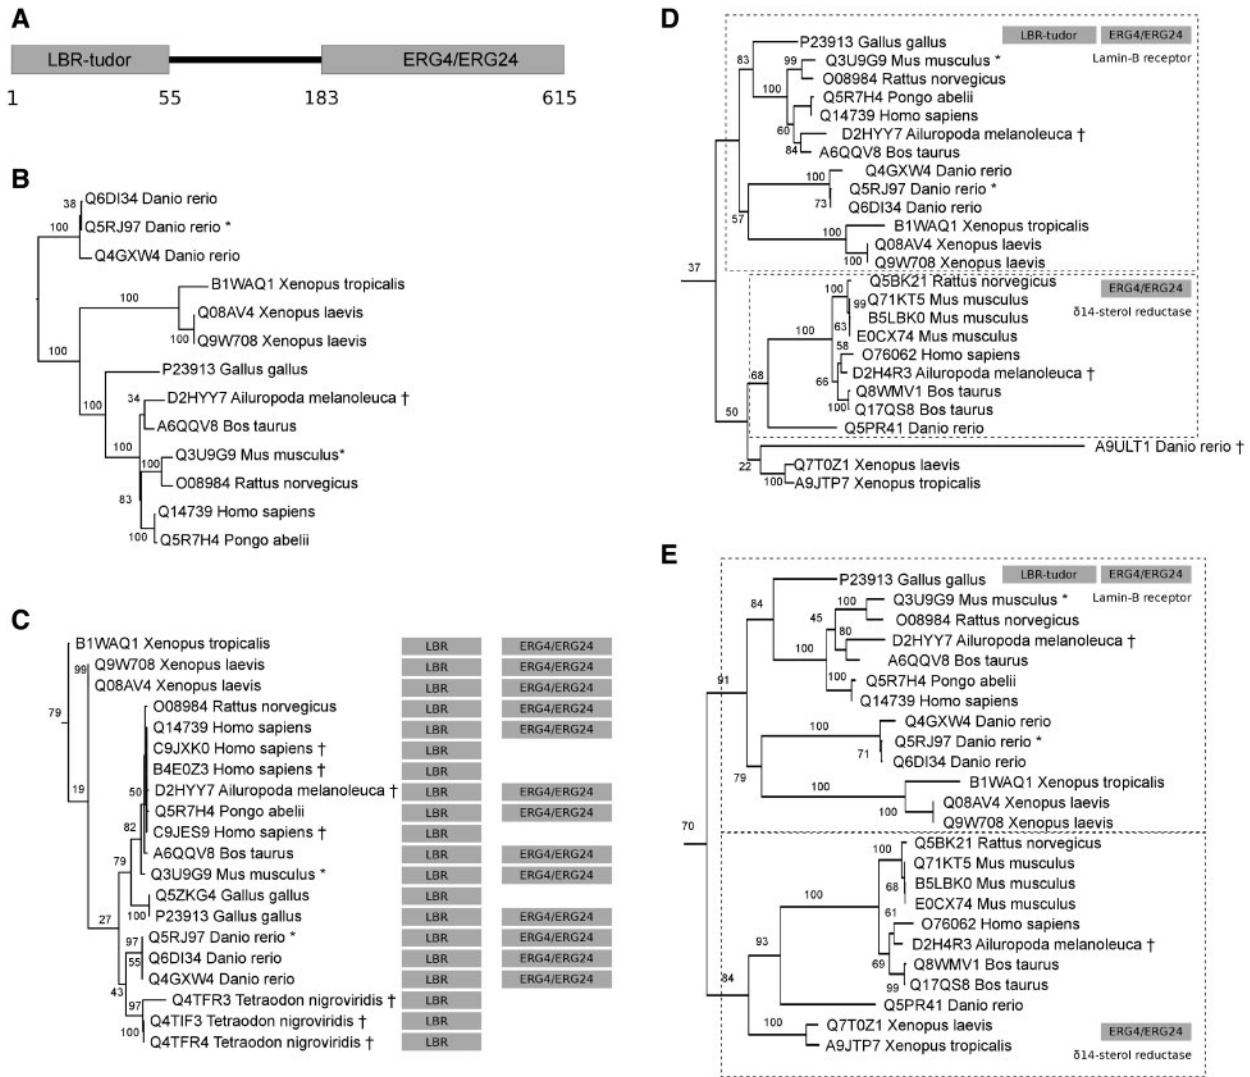 A
LBR-tudor
ERG4/ERG24
1
55
183
615
B
Q6DI34 Danio rerio
38
Q5RJ97 Danio rerio *
100
Q4GXW4 Danio rerio
B1WAQ1 Xenopus tropicalis
100
Q08AV4 Xenopus laevis
100
Q9W708 Xenopus laevis
100
P23913 Gallus gallus
34
D2HYY7 Ailuropoda melanoleuca †
100
A6QQV8 Bos taurus
100
Q3U9G9 Mus musculus*
100
O08984 Rattus norvegicus
83
Q14739 Homo sapiens
100
Q5R7H4 Pongo abelii
C
B1WAQ1 Xenopus tropicalis
LBR
ERG4/ERG24
99
Q9W708 Xenopus laevis
LBR
ERG4/ERG24
Q08AV4 Xenopus laevis
LBR
ERG4/ERG24
79
O08984 Rattus norvegicus
LBR
ERG4/ERG24
Q14739 Homo sapiens
LBR
ERG4/ERG24
C9JXK0 Homo sapiens †
LBR
B4E0Z3 Homo sapiens †
LBR
19
50
D2HYY7 Ailuropoda melanoleuca †
LBR
ERG4/ERG24
Q5R7H4 Pongo abelii
LBR
ERG4/ERG24
82
C9JES9 Homo sapiens †
LBR
A6QQV8 Bos taurus
LBR
ERG4/ERG24
79
Q3U9G9 Mus musculus *
LBR
ERG4/ERG24
Q5ZKG4 Gallus gallus
LBR
100
P23913 Gallus gallus
LBR
ERG4/ERG24
27
97
Q5RJ97 Danio rerio *
LBR
ERG4/ERG24
55
Q6DI34 Danio rerio
LBR
ERG4/ERG24
Q4GXW4 Danio rerio
LBR
ERG4/ERG24
43
97
Q4TFR3 Tetraodon nigroviridis †
LBR
Q4TIF3 Tetraodon nigroviridis †
LBR
100
Q4TFR4 Tetraodon nigroviridis †
LBR
D
P23913 Gallus gallus
LBR-tudor
ERG4/ERG24
Lamin-B receptor
83
99
Q3U9G9 Mus musculus *
O08984 Rattus norvegicus
100
Q5R7H4 Pongo abelii
Q14739 Homo sapiens
60
D2HYY7 Ailuropoda melanoleuca †
84
A6QQV8 Bos taurus
Q4GXW4 Danio rerio
100
Q5RJ97 Danio rerio *
73
Q6DI34 Danio rerio
57
B1WAQ1 Xenopus tropicalis
100
Q08AV4 Xenopus laevis
100
Q9W708 Xenopus laevis
37
Q5BK21 Rattus norvegicus
ERG4/ERG24
δ14-sterol reductase
100
Q71KT5 Mus musculus
99
B5LBK0 Mus musculus
100
63
E0CX74 Mus musculus
58
O76062 Homo sapiens
D2H4R3 Ailuropoda melanoleuca †
68
66
Q8WMV1 Bos taurus
100
Q17QS8 Bos taurus
50
Q5PR41 Danio rerio
A9ULT1 Danio rerio †
22
Q7T0Z1 Xenopus laevis
100
A9JTP7 Xenopus tropicalis
E
P23913 Gallus gallus
LBR-tudor
ERG4/ERG24
Lamin-B receptor
84
100
Q3U9G9 Mus musculus *
45
O08984 Rattus norvegicus
80
D2HYY7 Ailuropoda melanoleuca †
100
A6QQV8 Bos taurus
91
100
Q5R7H4 Pongo abelii
Q14739 Homo sapiens
Q4GXW4 Danio rerio
100
Q5RJ97 Danio rerio *
71
Q6DI34 Danio rerio
79
B1WAQ1 Xenopus tropicalis
100
Q08AV4 Xenopus laevis
100
Q9W708 Xenopus laevis
70
Q5BK21 Rattus norvegicus
100
Q71KT5 Mus musculus
68
B5LBK0 Mus musculus
100
E0CX74 Mus musculus
61
O76062 Homo sapiens
93
D2H4R3 Ailuropoda melanoleuca †
69
Q8WMV1 Bos taurus
99
Q17QS8 Bos taurus
84
Q5PR41 Danio rerio
100
Q7T0Z1 Xenopus laevis
A9JTP7 Xenopus tropicalis
ERG4/ERG24
δ14-sterol reductase